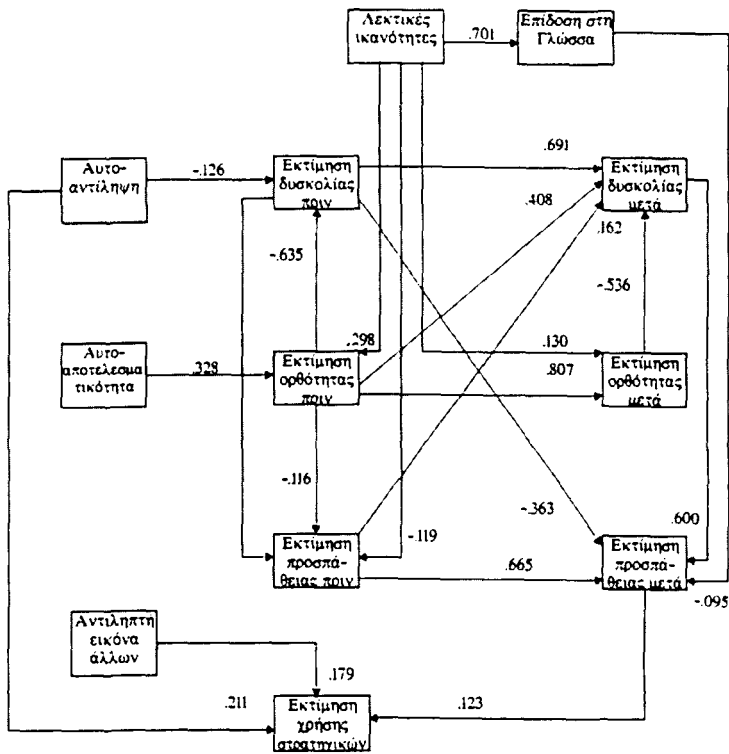 Λεκτικές
ικανότητες
.701
Επίδοση στη
Γλώσσα
Αυτο-
αντίληψη
-.126
Εκτίμηση
δυσκολίας
πριν
.691
Εκτίμηση
δυσκολίας
μετά
.408
.162
-.635
-.536
Αυτο-
αποτελεσμα
τικότητα
.328
Εκτίμηση
ορθότητας
πριν
.298
.130
.807
Εκτίμηση
ορθότητας
μετά
-.116
-.119
-.363
.600
Εκτίμηση
προσπά-
θειας πριν
.665
Εκτίμηση
προσπά-
θειας μετά
-.095
Αντιληπτή
εικόνα
άλλων
.179
.211
Εκτίμηση
χρήσης
στρατηγικών
.123